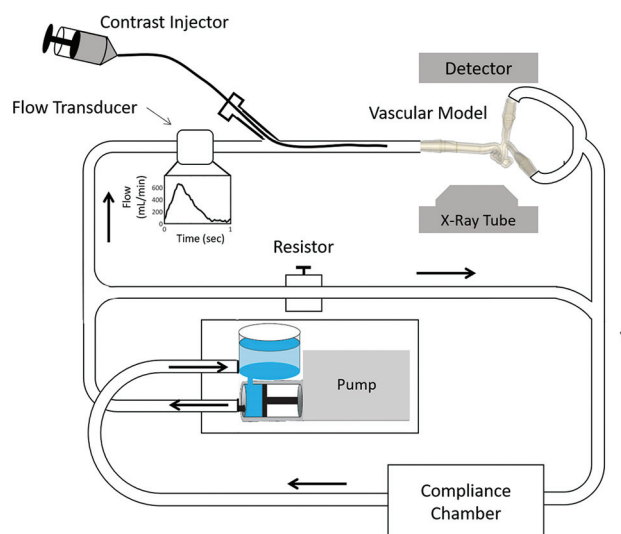 Contrast Injector
Detector
Flow Transducer
Vascular Model
Flow
(mL/min)
600
400
200
0
0
1
Time (sec)
X-Ray Tube
Resistor
Pump
Compliance
Chamber